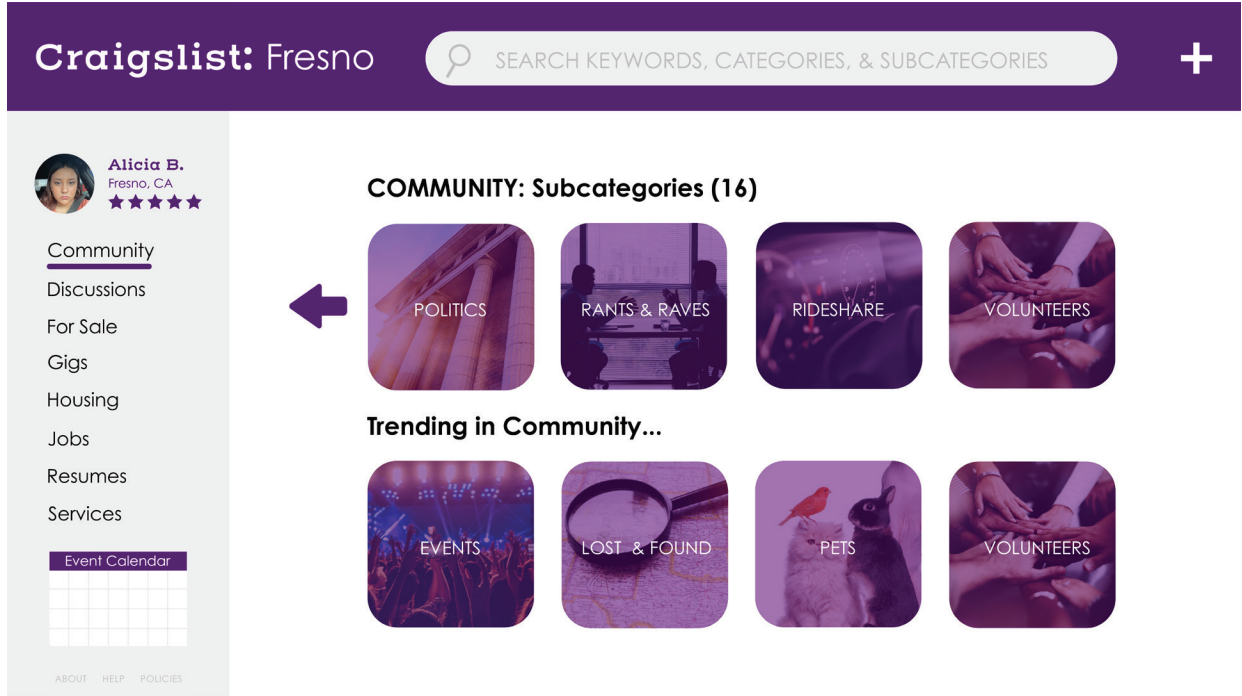 Craigslist: Fresno
SEARCH KEYWORDS, CATEGORIES, & SUBCATEGORIES
Alicia B.
Fresno, CA
Community
Discussions
For Sale
Gigs
Housing
Jobs
Resumes
Services
Event Calendar
ABOUT HELP POLICIES
COMMUNITY: Subcategories (16)
POLITICS
RANTS & RAVES
RIDESHARE
VOLUNTEERS
Trending in Community...
EVENTS
LOST & FOUND
PETS
VOLUNTEERS